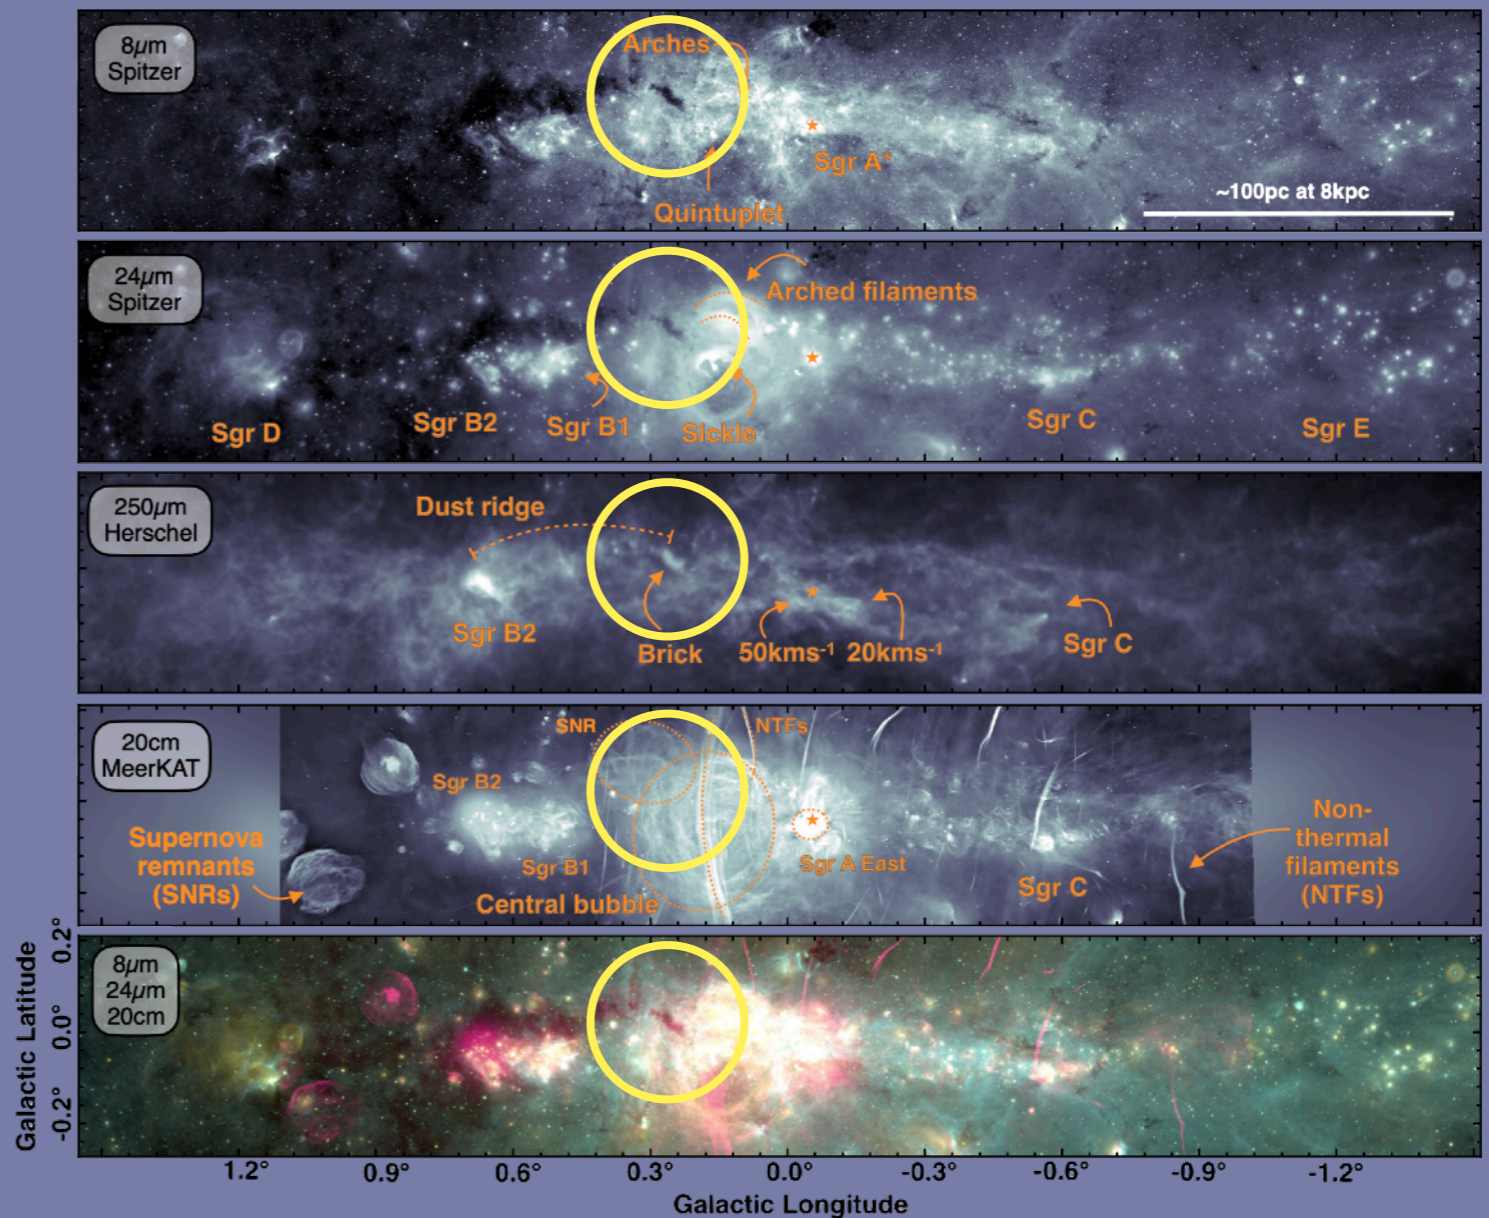 8μm
Spitzer
Arches
Sgr A*
Quintuplet
~100pc at 8kpc
24μm
Spitzer
Arched filaments
Sgr D
Sgr B2
Sgr B1
Sickle
Sgr C
Sgr E
250μm
Herschel
Dust ridge
Sgr B2
Brick
50kms⁻¹
20kms⁻¹
Sgr C
20cm
MeerKAT
SNR
NTFs
Sgr B2
Sgr B1
Central bubble
Sgr A East
Sgr C
Supernova
remnants
(SNRs)
Non-
thermal
filaments
(NTFs)
8μm
24μm
20cm
Galactic Latitude
0.2°
0.0°
-0.2°
1.2°
0.9°
0.6°
0.3°
0.0°
-0.3°
-0.6°
-0.9°
-1.2°
Galactic Longitude